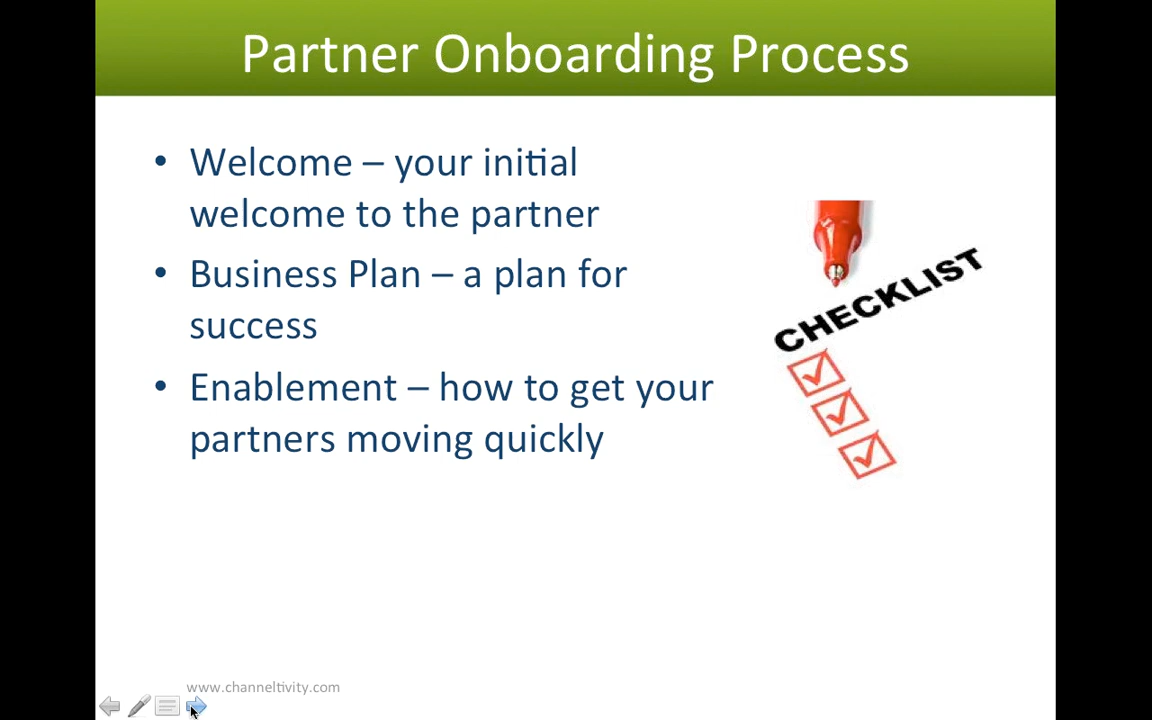 Partner Onboarding Process
• Welcome – your initial
welcome to the partner
• Business Plan – a plan for
success
• Enablement – how to get your
partners moving quickly
CHECKLIST
www.channeltivity.com